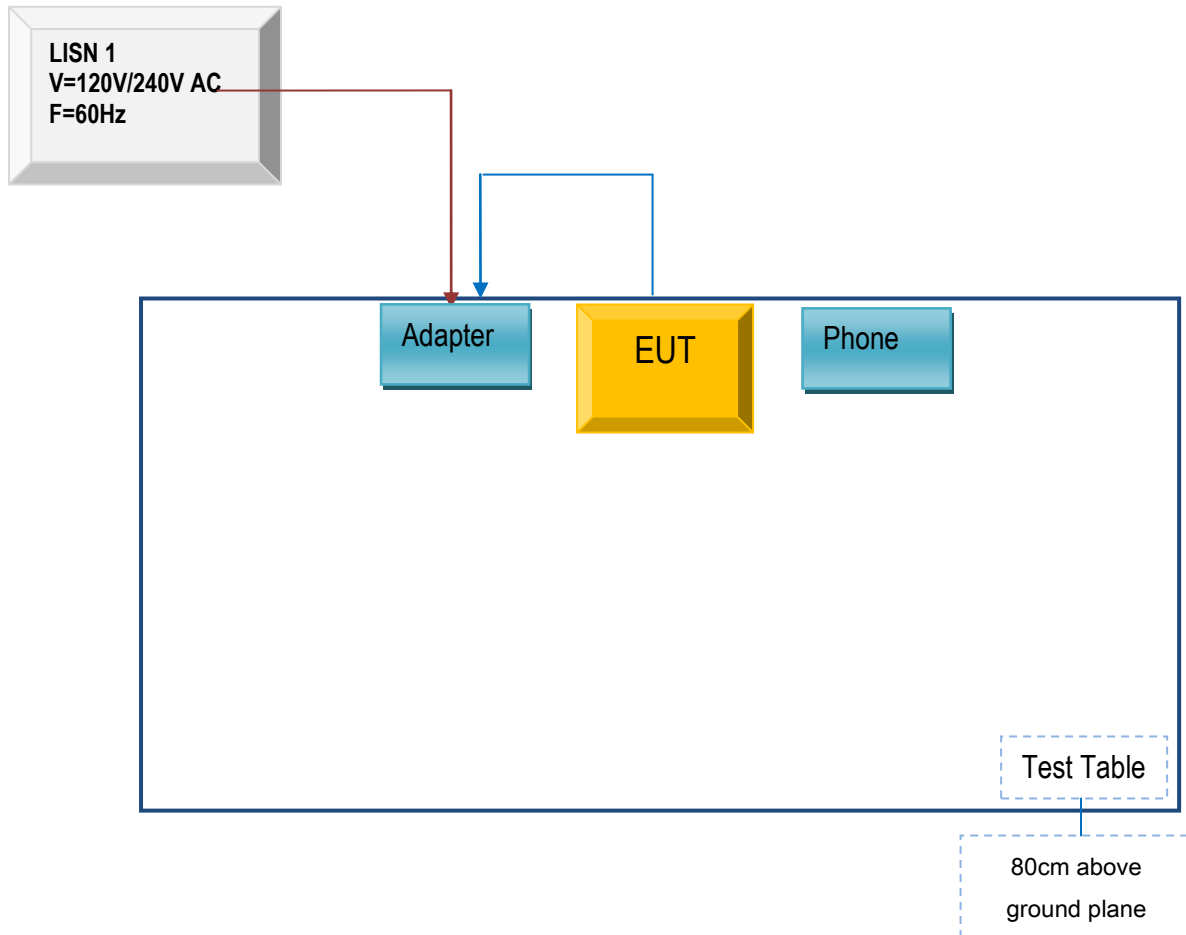 LISN 1
V=120V/240V AC
F=60Hz
Adapter
EUT
Phone
Test Table
80cm above
ground plane